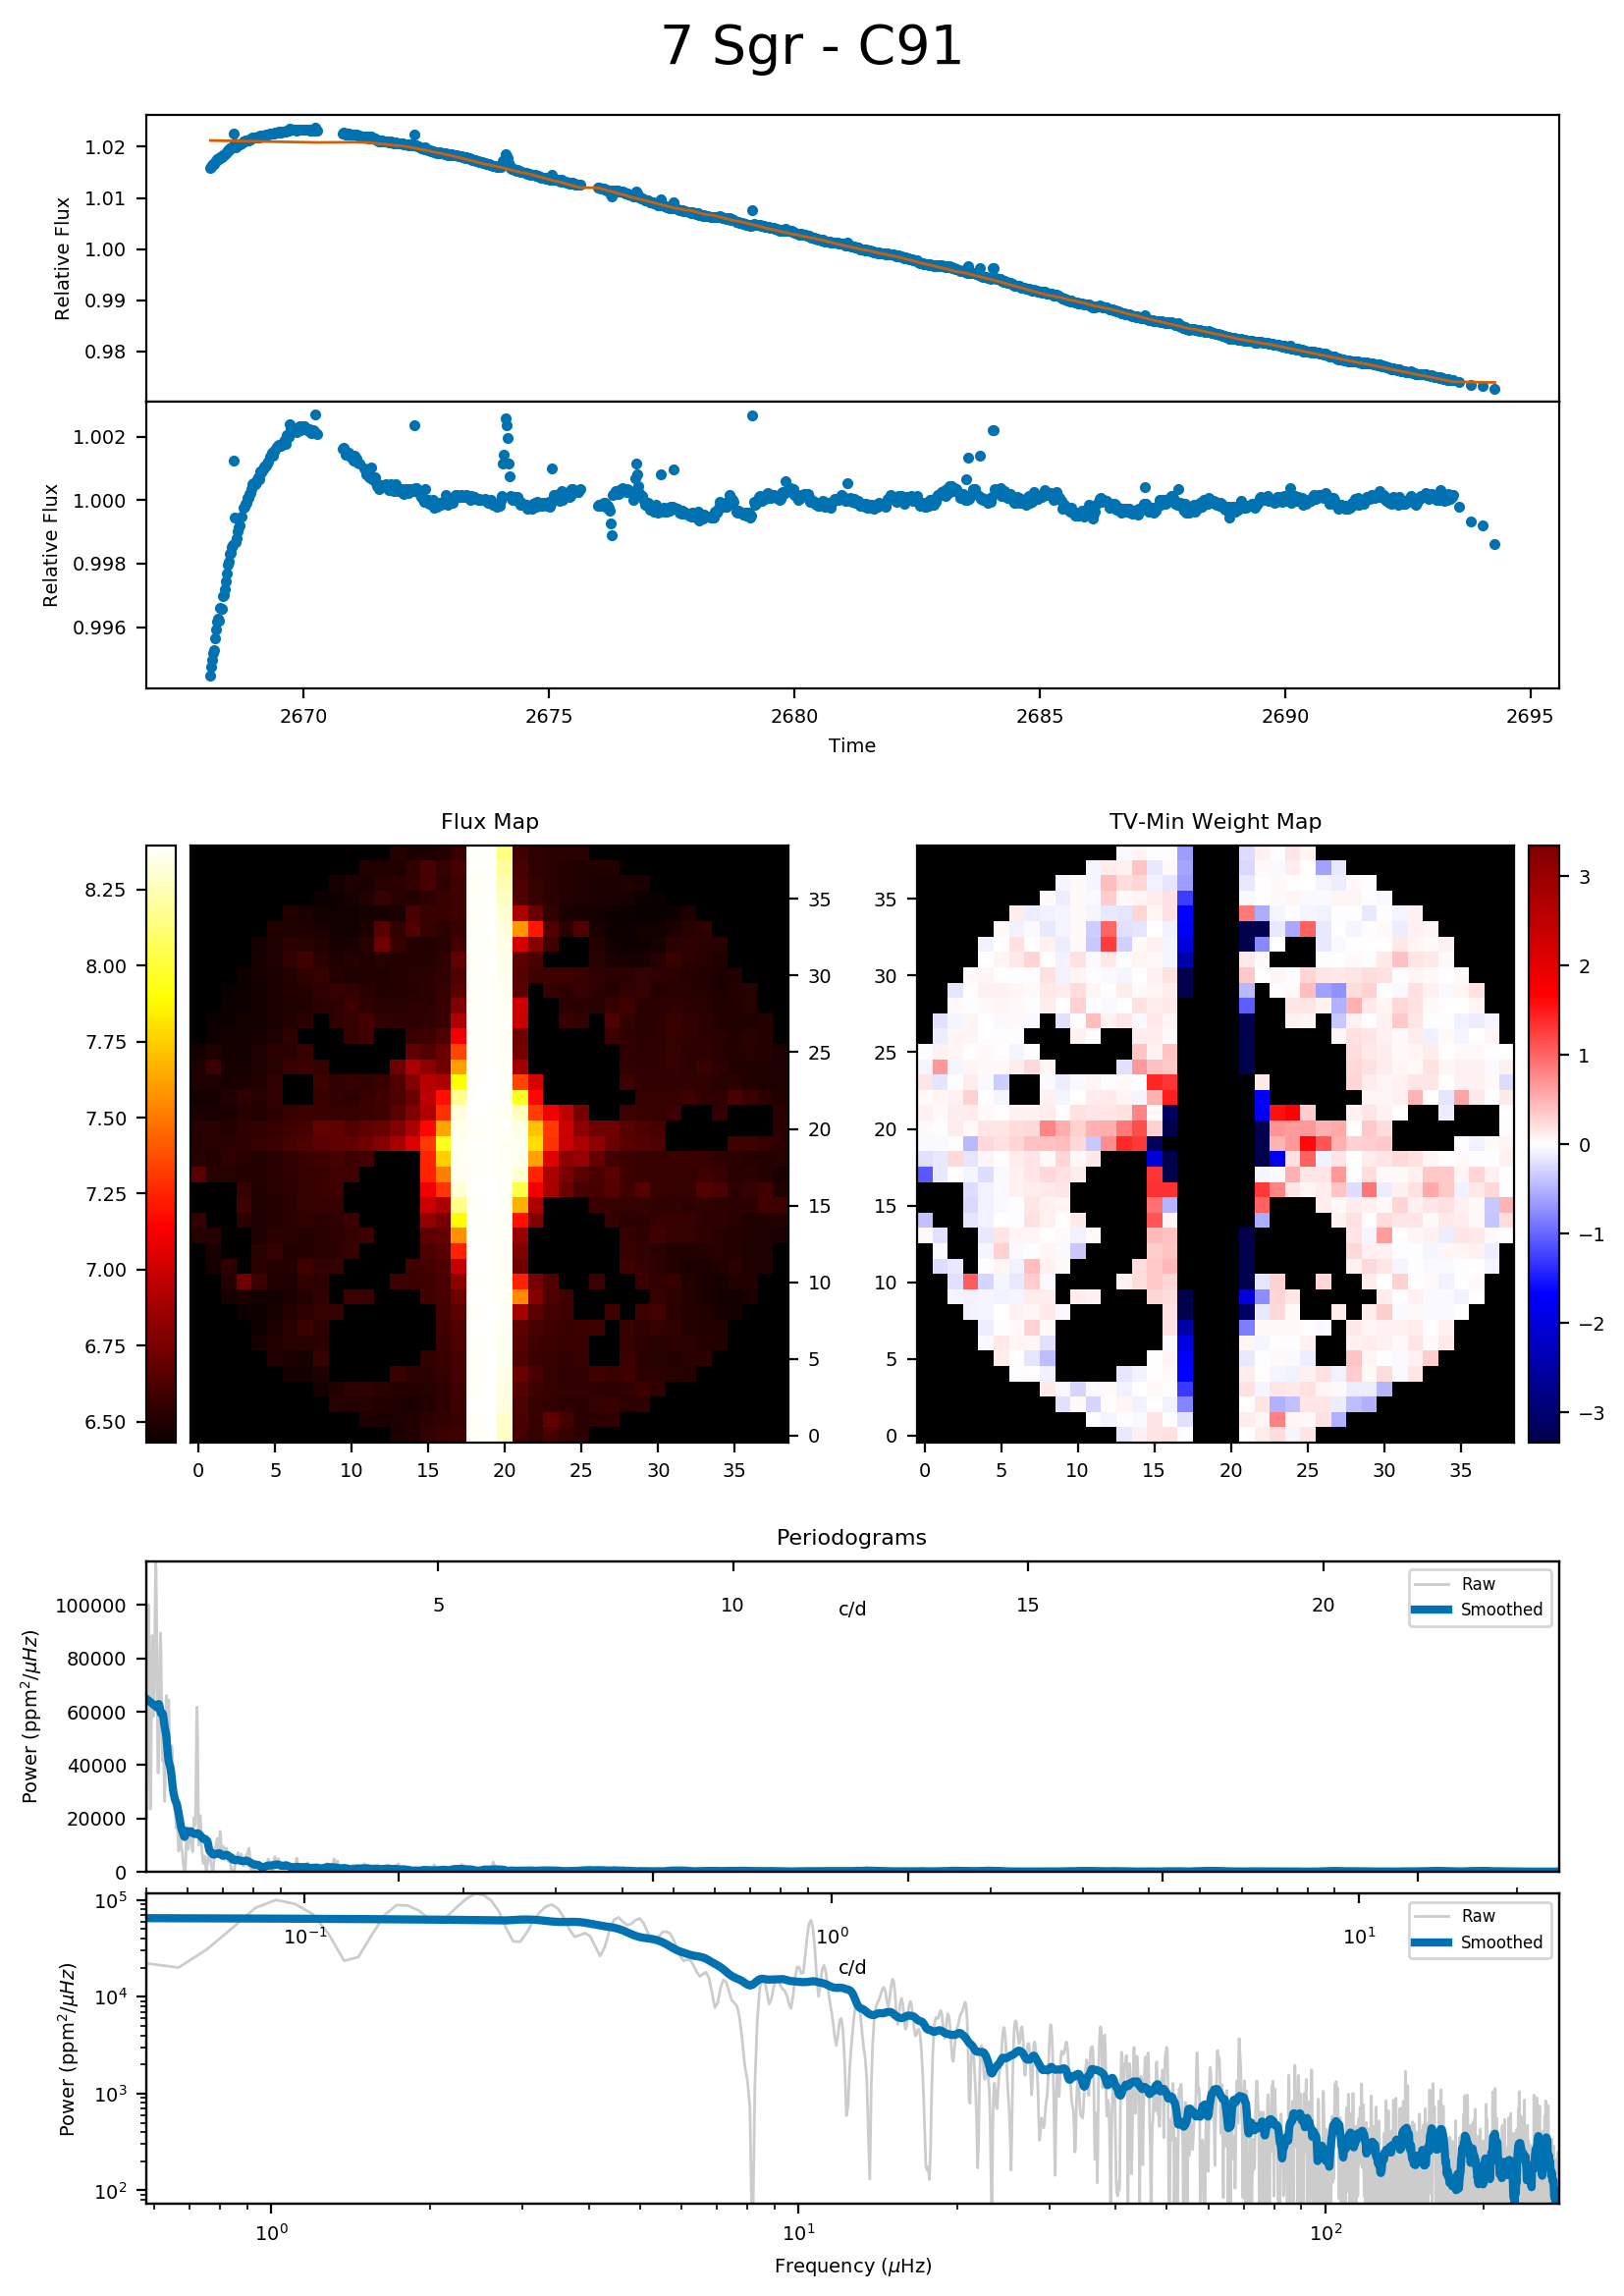 7 Sgr - C91
1.02
1.01
1.00
0.99
0.98
Relative Flux
1.002
1.000
0.998
0.996
Relative Flux
2670 2675 2680 2685 2690 2695
Time
Flux Map
TV-Min Weight Map
8.25
8.00
7.75
7.50
7.25
7.00
6.75
6.50
35
30
25
20
15
10
5
0
0 5 10 15 20 25 30 35
35
30
25
20
15
10
5
0
0 5 10 15 20 25 30 35
3
2
1
0
−1
−2
−3
Periodograms
5 10 15 20
c/d
Raw
Smoothed
100000
80000
60000
40000
20000
0
Power (ppm²/μHz)
10⁻¹ 10⁰ 10¹
c/d
Raw
Smoothed
10⁵
10⁴
10³
10²
Power (ppm²/μHz)
10⁰ 10¹ 10²
Frequency (μHz)